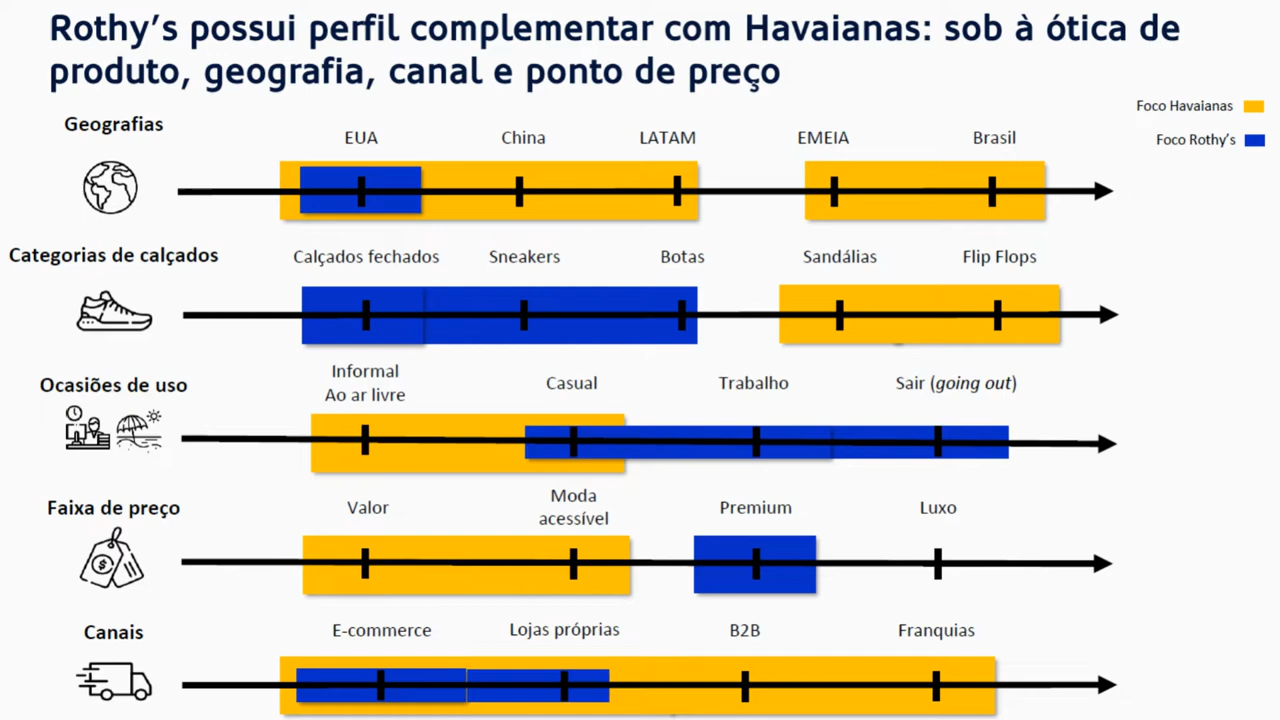 Rothy’s possui perfil complementar com Havaianas: sob à ótica de
produto, geografia, canal e ponto de preço
Foco Havaianas
Foco Rothy’s
Geografias
EUA China LATAM EMEIA Brasil
Categorias de calçados
Calçados fechados Sneakers Botas Sandálias Flip Flops
Ocasiões de uso
Informal
Ao ar livre
Casual Trabalho Sair (going out)
Faixa de preço
Valor
Moda
acessível
Premium Luxo
$
Canais
E-commerce Lojas próprias B2B Franquias